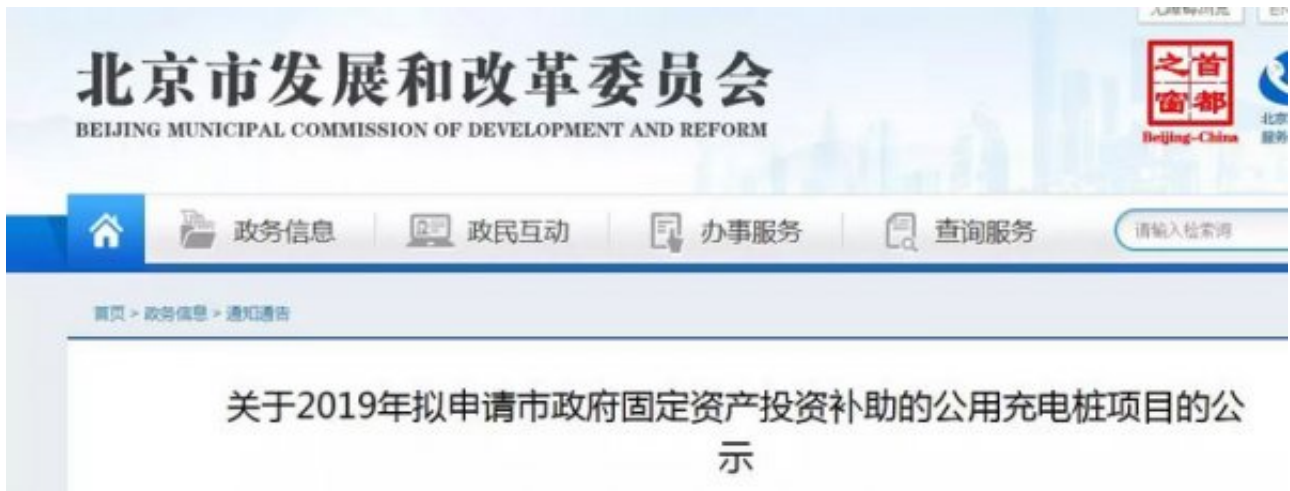 北京市发展和改革委员会
BEIJING MUNICIPAL COMMISSION OF DEVELOPMENT AND REFORM
首都
之窗
Beijing-China
政务信息
政民互动
办事服务
查询服务
请输入检索词
首页 > 政务信息 > 通知通告
关于2019年拟申请市政府固定资产投资补助的公用充电桩项目的公
示